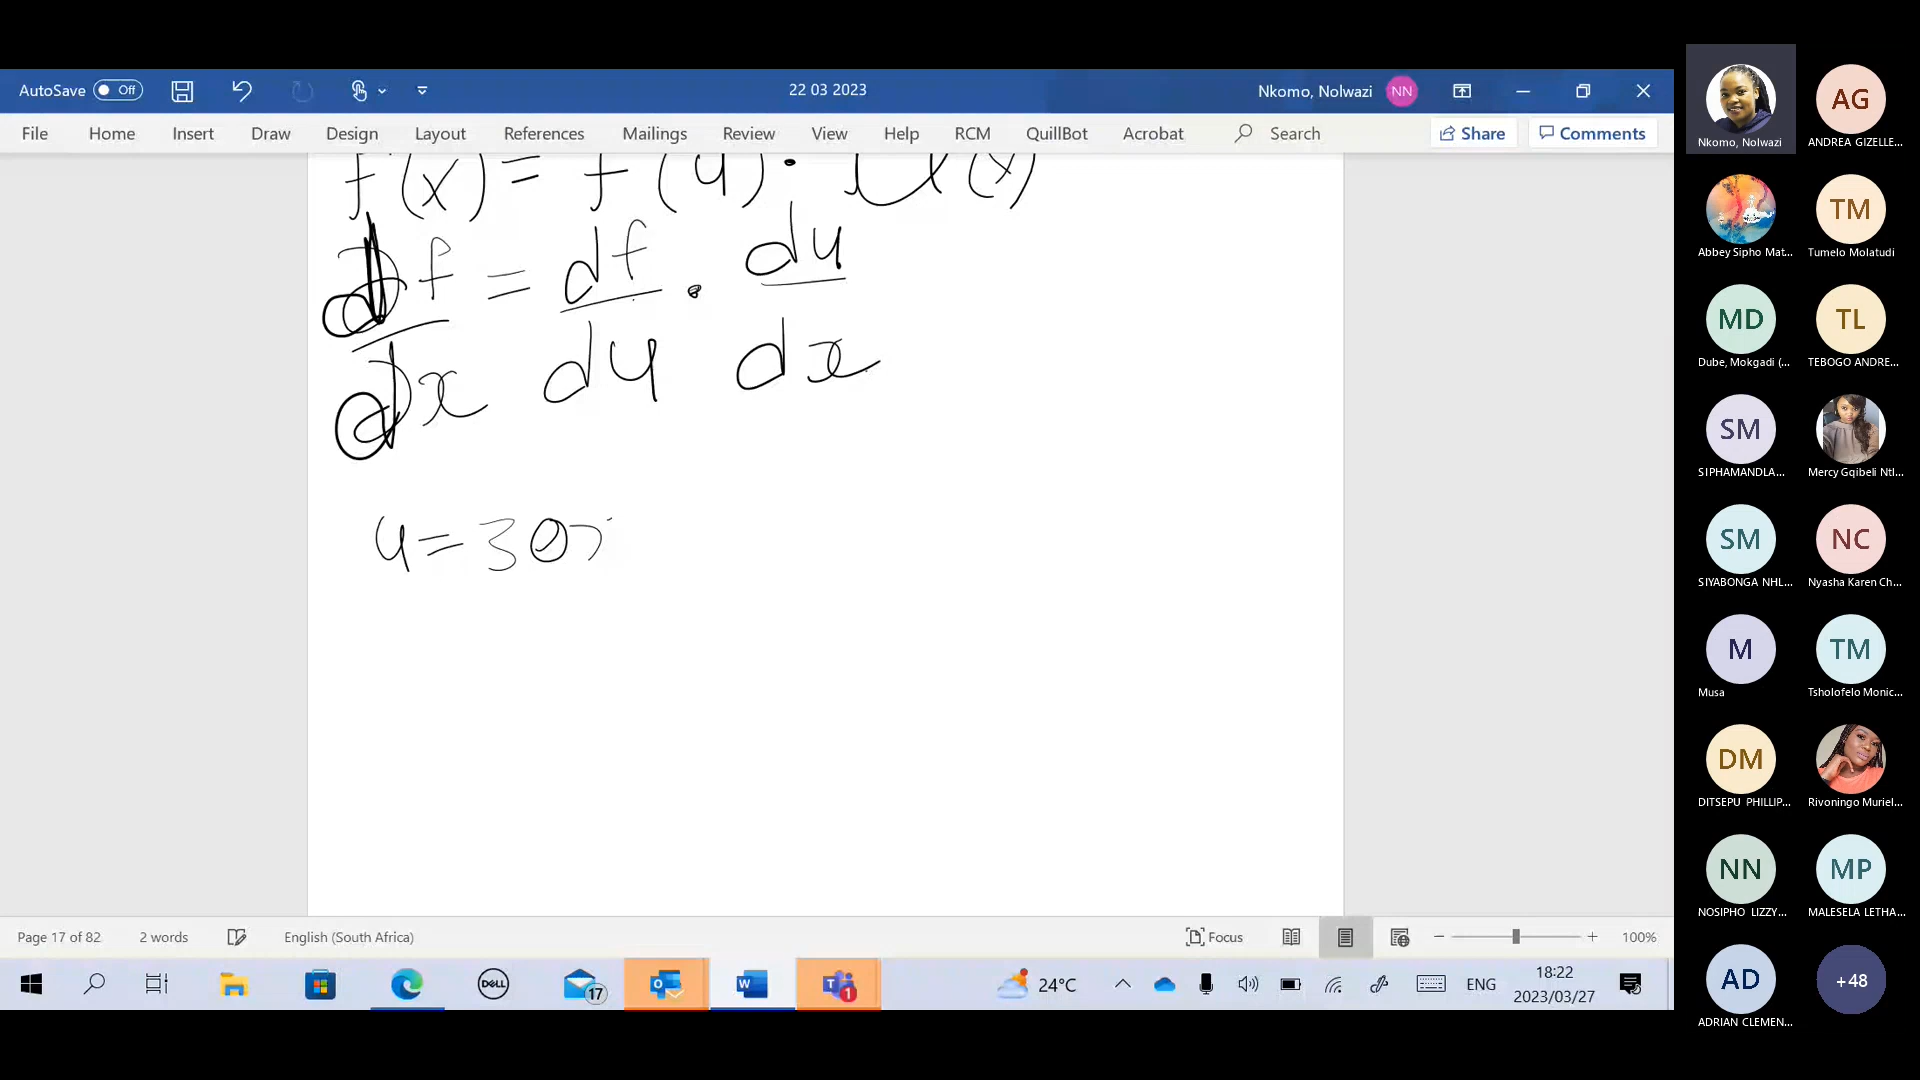 AutoSave Off 22 03 2023 Nkomo, Nolwazi NN
File Home Insert Draw Design Layout References Mailings Review View Help RCM QuillBot Acrobat Search Share Comments
f'(x) = f'(u) · u'(x)
df = df · du
dx du dx
u = 3
Page 17 of 82 2 words English (South Africa) Focus 100%
17 1 24°C ENG 18:22
2023/03/27
Nkomo, Nolwazi
AG
ANDREA GIZELLE...
Abbey Sipho Mat...
TM
Tumelo Molatudi
MD
Dube, Mokgadi (...
TL
TEBOGO ANDRE...
SM
SIPHAMANDLA...
Mercy Gqibeli Ntl...
SM
SIYABONGA NHL...
NC
Nyasha Karen Ch...
M
Musa
TM
Tsholofelo Monic...
DM
DITSEPU PHILLIP...
Rivoningo Muriel...
NN
NOSIPHO LIZZY...
MP
MALESELA LETHA...
AD
ADRIAN CLEMEN...
+48